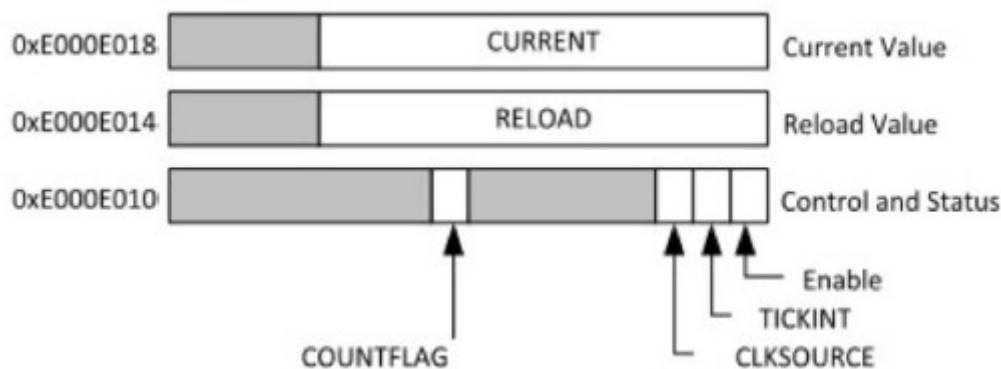 0xE000E018 CURRENT Current Value
0xE000E014 RELOAD Reload Value
0xE000E010 Control and Status
Enable
TICKINT
COUNTFLAG CLKSOURCE